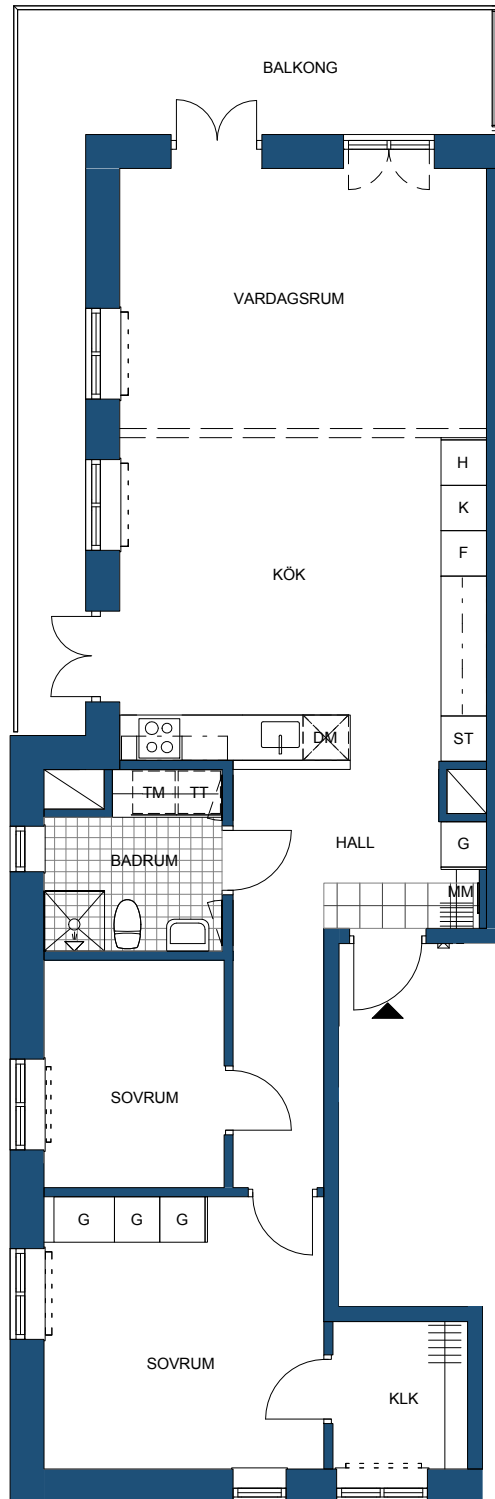 BALKONG
VARDAGSRUM
H
K
F
KÖK
DM
ST
TM TT
HALL
G
BADRUM
MM
SOVRUM
G G G
SOVRUM
KLK